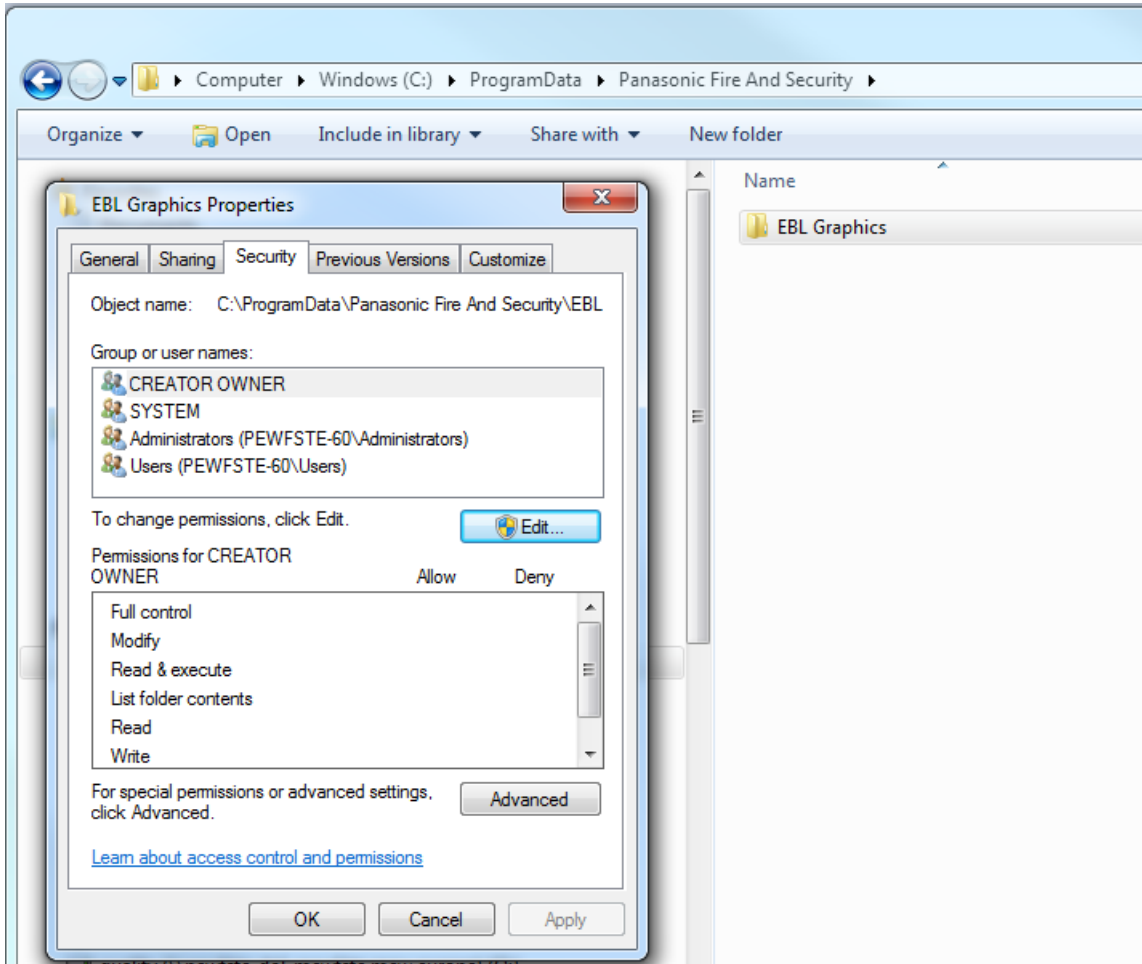 Computer Windows (C:) ProgramData Panasonic Fire And Security
Organize Open Include in library Share with New folder
Name
EBL Graphics
EBL Graphics Properties
General Sharing Security Previous Versions Customize
Object name: C:\ProgramData\Panasonic Fire And Security\EBL
Group or user names:
CREATOR OWNER
SYSTEM
Administrators (PEWFSTE-60\Administrators)
Users (PEWFSTE-60\Users)
To change permissions, click Edit.
Edit...
Permissions for CREATOR
OWNER Allow Deny
Full control
Modify
Read & execute
List folder contents
Read
Write
For special permissions or advanced settings,
click Advanced.
Advanced
Learn about access control and permissions
OK Cancel Apply